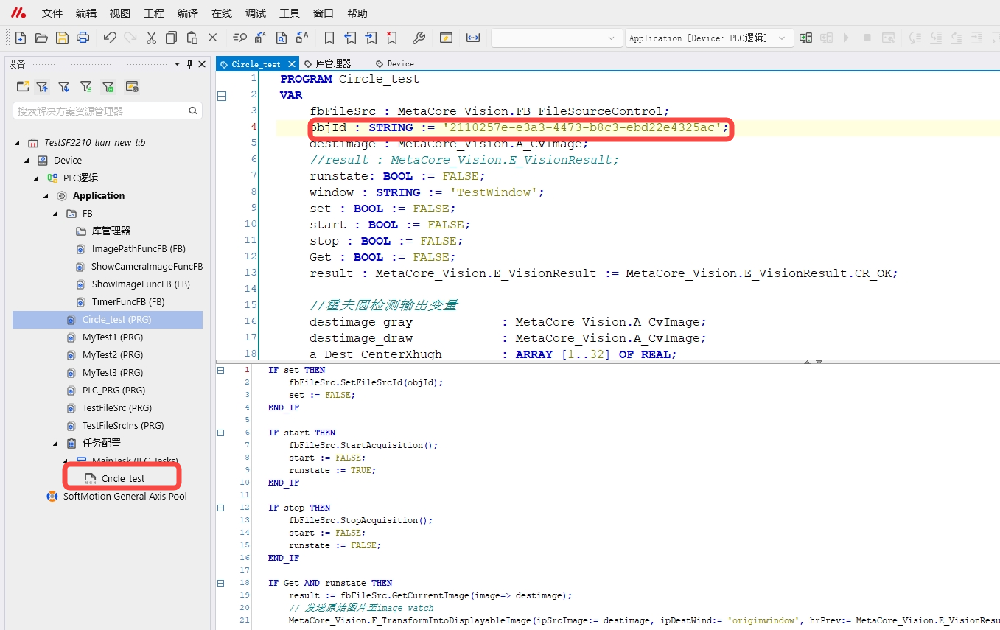 文件 编辑 视图 工程 编译 在线 调试 工具 窗口 帮助
Application [Device: PLC逻辑]
设备
搜索解决方案资源管理器
TestSF2210_lian_new_lib
Device
PLC逻辑
Application
FB
库管理器
ImagePathFuncFB (FB)
ShowCameraImageFuncFB
ShowImageFuncFB (FB)
TimerFuncFB (FB)
Circle_test (PRG)
MyTest1 (PRG)
MyTest2 (PRG)
MyTest3 (PRG)
PLC_PRG (PRG)
TestFileSrc (PRG)
TestFileSrcIns (PRG)
任务配置
MainTask (IEC-Tasks)
Circle_test
SoftMotion General Axis Pool
Circle_test 库管理器 Device
1 PROGRAM Circle_test
2 VAR
3 fbFileSrc : MetaCore_Vision.FB_FileSourceControl;
4 objId : STRING := '2110257e-e3a3-4473-b8c3-ebd22e4325ac';
5 destimage : MetaCore_Vision.A_CvImage;
6 //result : MetaCore_Vision.E_VisionResult;
7 runstate: BOOL := FALSE;
8 window : STRING := 'TestWindow';
9 set : BOOL := FALSE;
10 start : BOOL := FALSE;
11 stop : BOOL := FALSE;
12 Get : BOOL := FALSE;
13 result : MetaCore_Vision.E_VisionResult := MetaCore_Vision.E_VisionResult.CR_OK;
14
15 //霍夫圆检测输出变量
16 destimage_gray : MetaCore_Vision.A_CvImage;
17 destimage_draw : MetaCore_Vision.A_CvImage;
18 a_Dest_CenterXhugh : ARRAY [1..32] OF REAL;
1 IF set THEN
2 fbFileSrc.SetFileSrcId(objId);
3 set := FALSE;
4 END_IF
5
6 IF start THEN
7 fbFileSrc.StartAcquisition();
8 start := FALSE;
9 runstate := TRUE;
10 END_IF
11
12 IF stop THEN
13 fbFileSrc.StopAcquisition();
14 start := FALSE;
15 runstate := FALSE;
16 END_IF
17
18 IF Get AND runstate THEN
19 result := fbFileSrc.GetCurrentImage(image=> destimage);
20 // 发送原始图片至image watch
21 MetaCore_Vision.F_TransformIntoDisplayableImage(ipSrcImage:= destimage, ipDestWind:= 'originwindow', hrPrev:= MetaCore_Vision.E_VisionResu